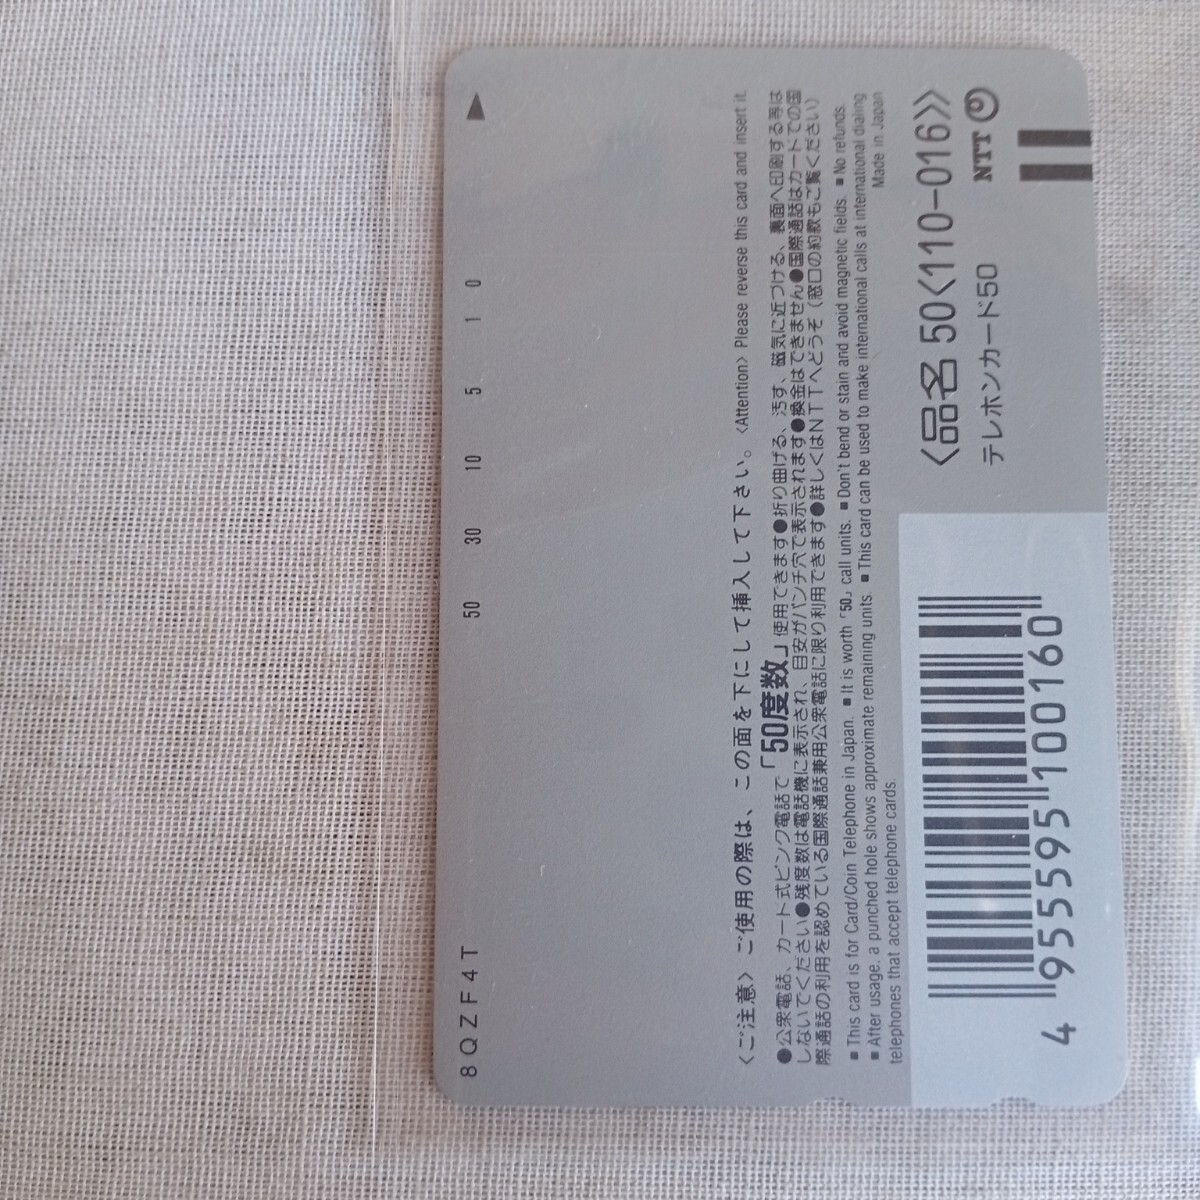 8QZF4T
50 30 10 5 1 0
〈ご注意〉ご使用の際は、この面を下にして挿入して下さい。〈Attention〉Please reverse this card and insert it.
●公衆電話、カード式ピンク電話で「50度数」使用できます●折り曲げる、汚す、磁気に近づける、裏面へ印刷する等は
しないでください●残度数は電話機に表示され、目安がパンチ穴で表示されます●換金はできません●国際通話はカードでの国
際通話の利用を認めている国際通話兼用公衆電話に限り利用できます●詳しくはNTTへどうぞ（窓口の約款もご覧ください）
■This card is for Card/Coin Telephone in Japan. ■It is worth「50」call units. ■Don't bend or stain and avoid magnetic fields. ■No refunds.
■After usage, a punched hole shows approximate remaining units. ■This card can be used to make international calls at international dialing
telephones that accept telephone cards. Made in Japan
〈品名 50〈110-016〉〉
テレホンカード50 NTT
4 955595 100160